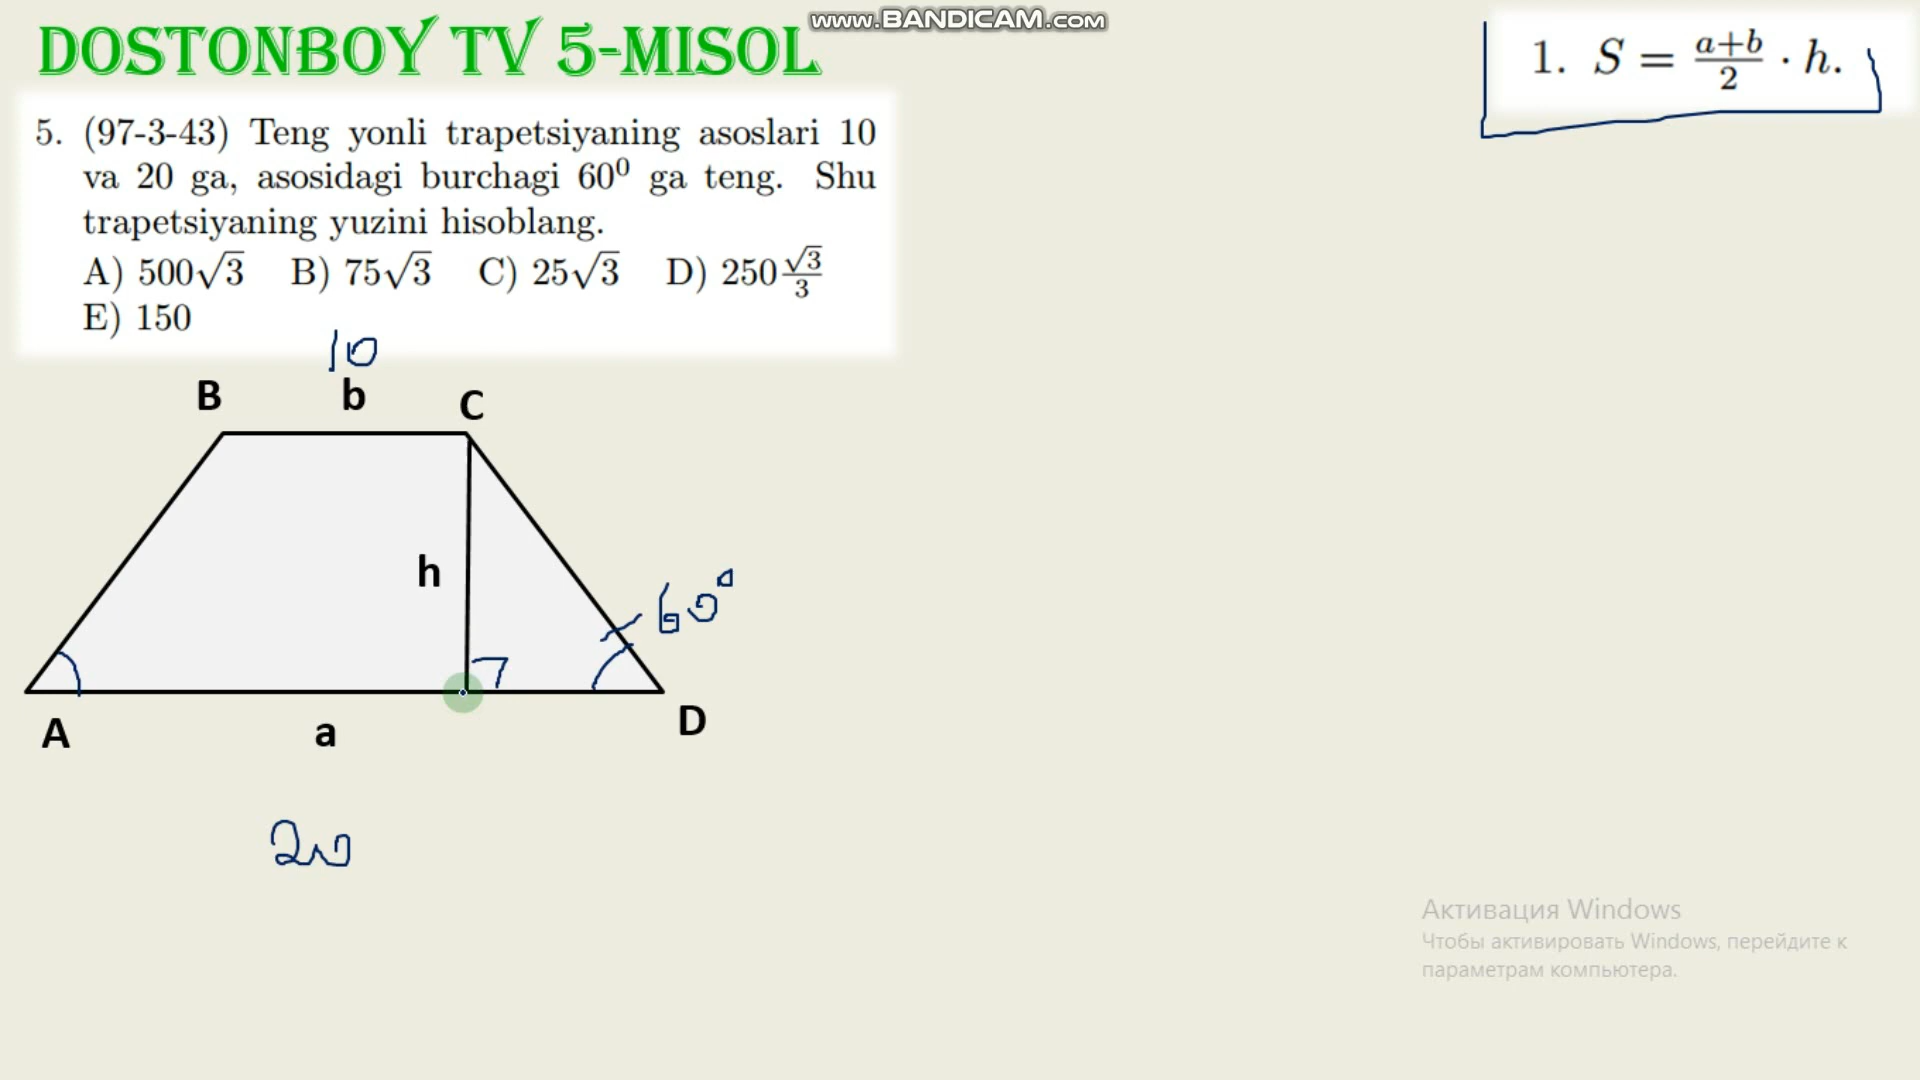 www.BANDICAM.com
DOSTONBOY TV 5-MISOL
1. S = \frac{a+b}{2} · h.
5. (97-3-43) Teng yonli trapetsiyaning asoslari 10
va 20 ga, asosidagi burchagi 60⁰ ga teng. Shu
trapetsiyaning yuzini hisoblang.
A) 500√3 B) 75√3 C) 25√3 D) 250\frac{√3}{3}
E) 150
10
B b C
h
60°
A a D
20
Активация Windows
Чтобы активировать Windows, перейдите к
параметрам компьютера.